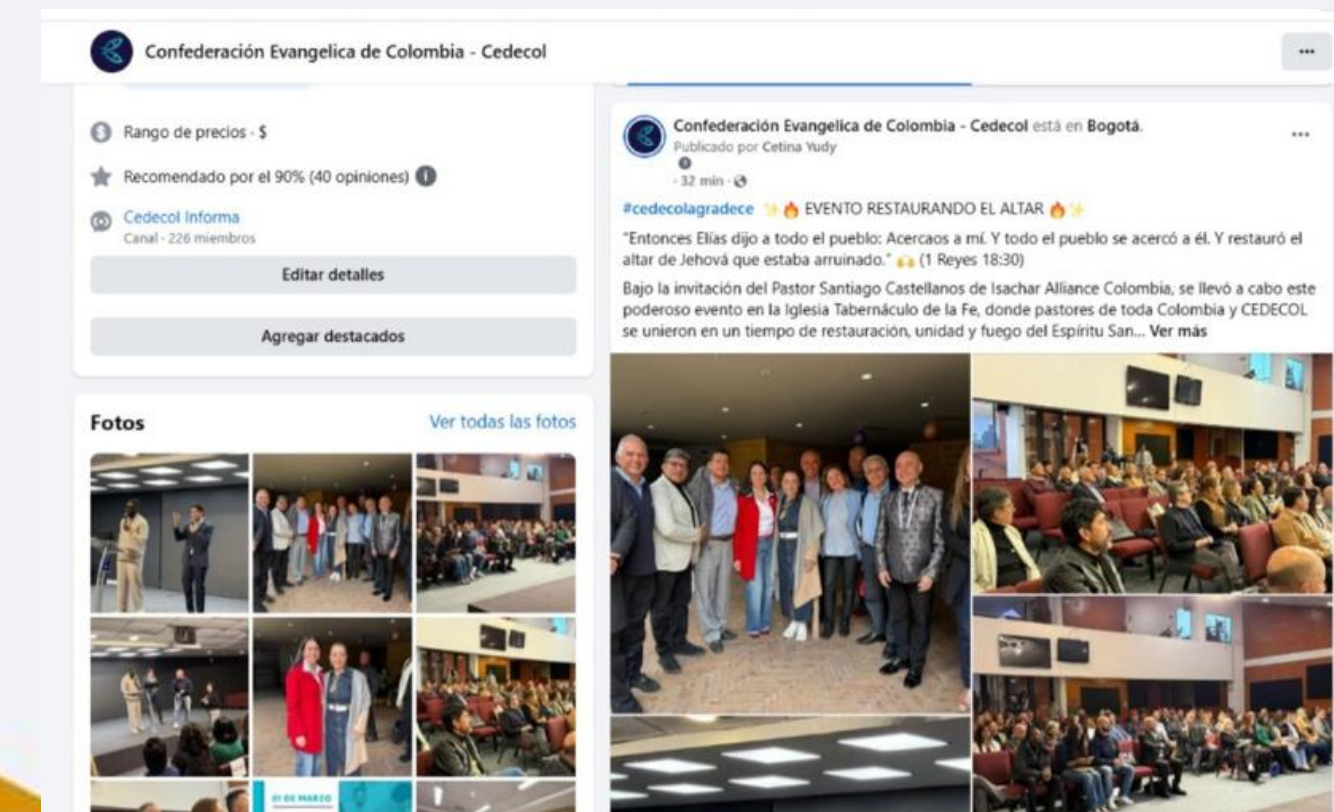 Confederación Evangelica de Colombia - Cedecol
Rango de precios · $
Recomendado por el 90% (40 opiniones)
Cedecol Informa
Canal · 226 miembros
Editar detalles
Agregar destacados
Fotos
Ver todas las fotos
01 DE MARZO
Confederación Evangelica de Colombia - Cedecol está en Bogotá.
Publicado por Cetina Yudy
· 32 min ·
#cedecolagradece ✨🔥 EVENTO RESTAURANDO EL ALTAR 🔥✨
"Entonces Elías dijo a todo el pueblo: Acercaos a mí. Y todo el pueblo se acercó a él. Y restauró el
altar de Jehová que estaba arruinado." 🙌 (1 Reyes 18:30)
Bajo la invitación del Pastor Santiago Castellanos de Isachar Alliance Colombia, se llevó a cabo este
poderoso evento en la Iglesia Tabernáculo de la Fe, donde pastores de toda Colombia y CEDECOL
se unieron en un tiempo de restauración, unidad y fuego del Espíritu San... Ver más